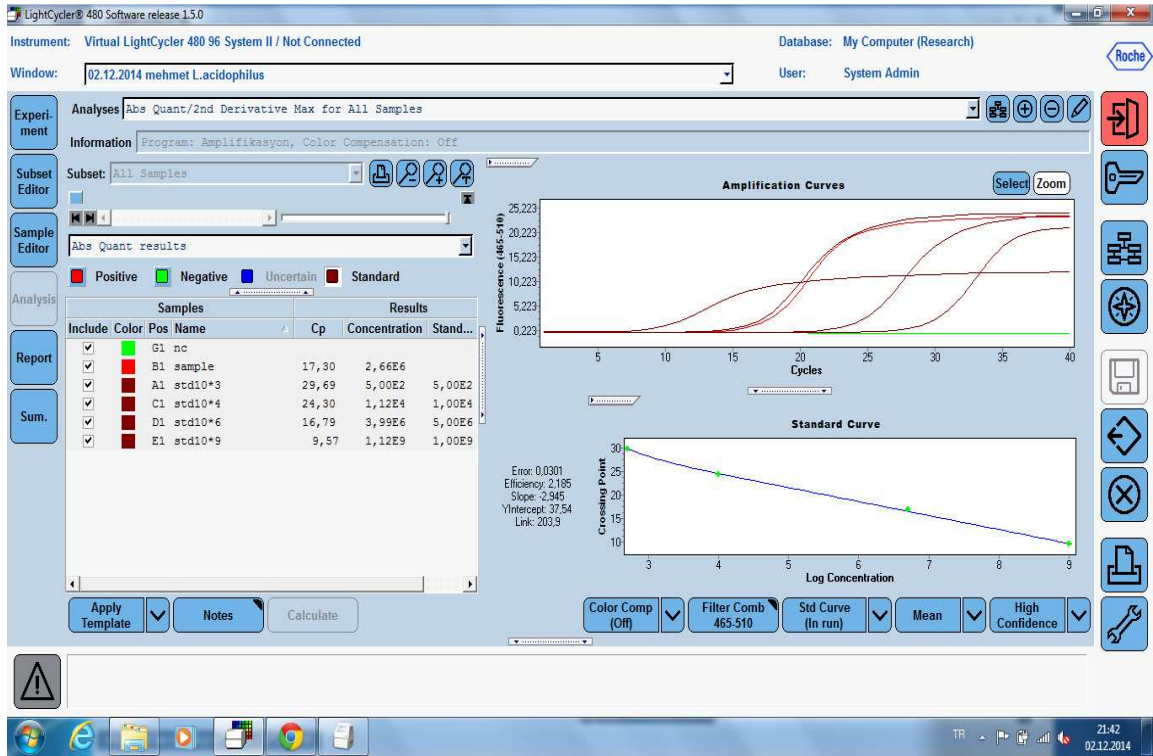 LightCycler® 480 Software release 1.5.0
Instrument: Virtual LightCycler 480 96 System II / Not Connected
Database: My Computer (Research)
Window: 02.12.2014 mehmet L.acidophilus
User: System Admin
Roche
Experi-
ment
Subset
Editor
Sample
Editor
Analysis
Report
Sum.
Analyses Abs Quant/2nd Derivative Max for All Samples
Information Program: Amplifikasyon, Color Compensation: Off
Subset: All Samples
Abs Quant results
Positive Negative Uncertain Standard
Samples Results
Include Color Pos Name Cp Concentration Stand...
G1 nc
B1 sample 17,30 2,66E6
A1 std10*3 29,69 5,00E2 5,00E2
C1 std10*4 24,30 1,12E4 1,00E4
D1 std10*6 16,79 3,99E6 5,00E6
E1 std10*9 9,57 1,12E9 1,00E9
Amplification Curves
Select Zoom
Fluorescence (465-510)
25,223
20,223
15,223
10,223
5,223
0,223
5 10 15 20 25 30 35 40
Cycles
Standard Curve
Error: 0,0301
Efficiency: 2,185
Slope: -2,945
YIntercept: 37,54
Link: 203,9
Crossing Point
30
25
20
15
10
3 4 5 6 7 8 9
Log Concentration
Apply
Template
Notes
Calculate
Color Comp
(Off)
Filter Comb
465-510
Std Curve
(In run)
Mean
High
Confidence
TR
21:42
02.12.2014